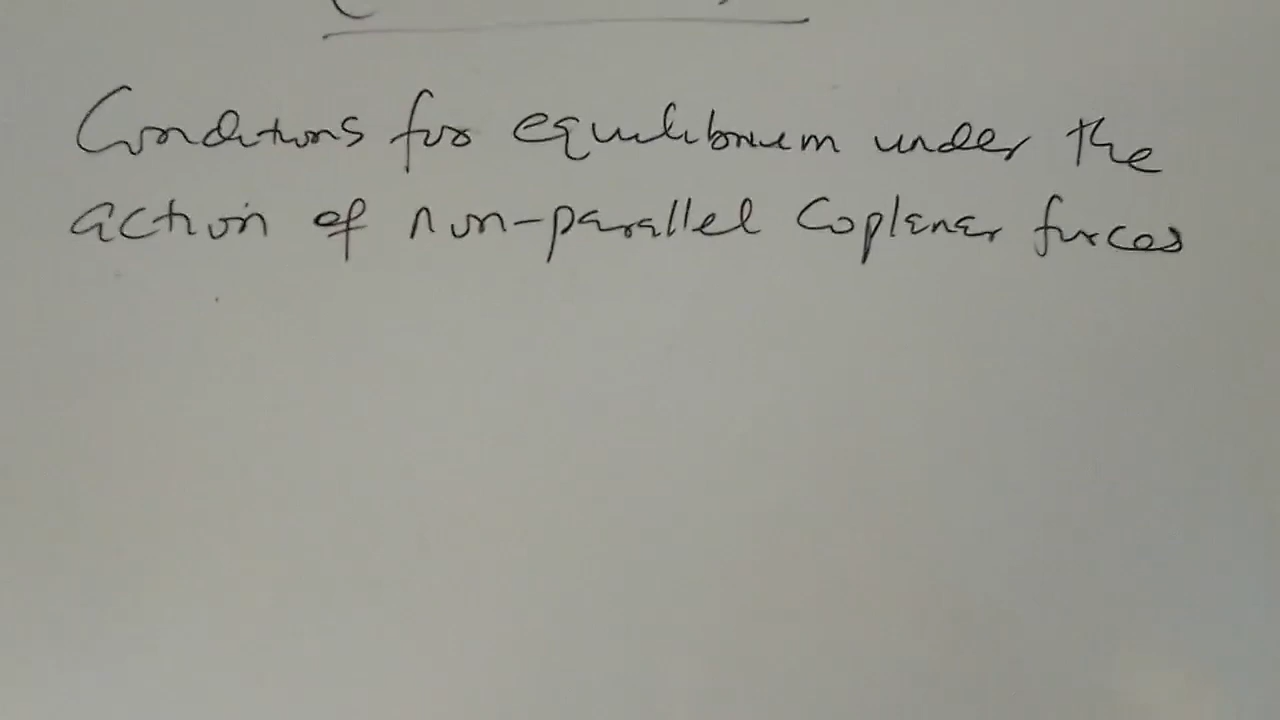 Conditions for equilibrium under the
action of non-parallel Coplaner forces